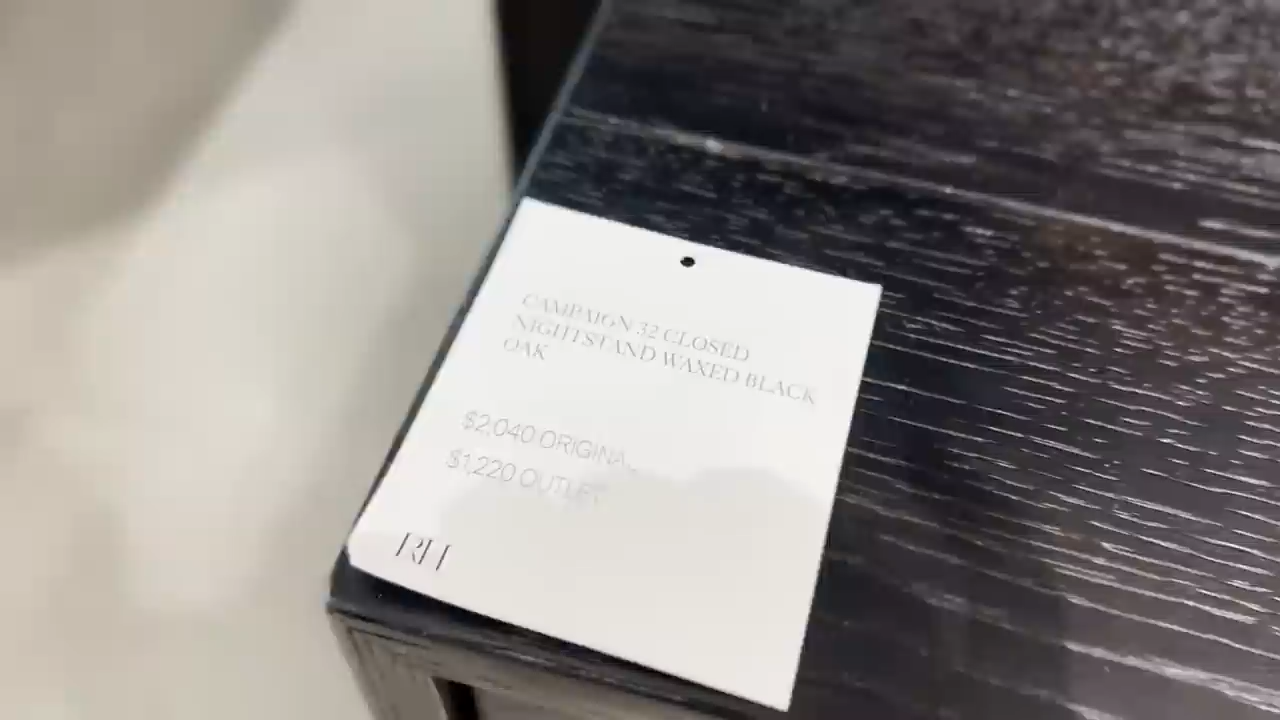 CAMPAIGN 32 CLOSED
NIGHTSTAND WAXED BLACK
OAK
$2,040 ORIGINAL
$1,220 OUTLET
RH